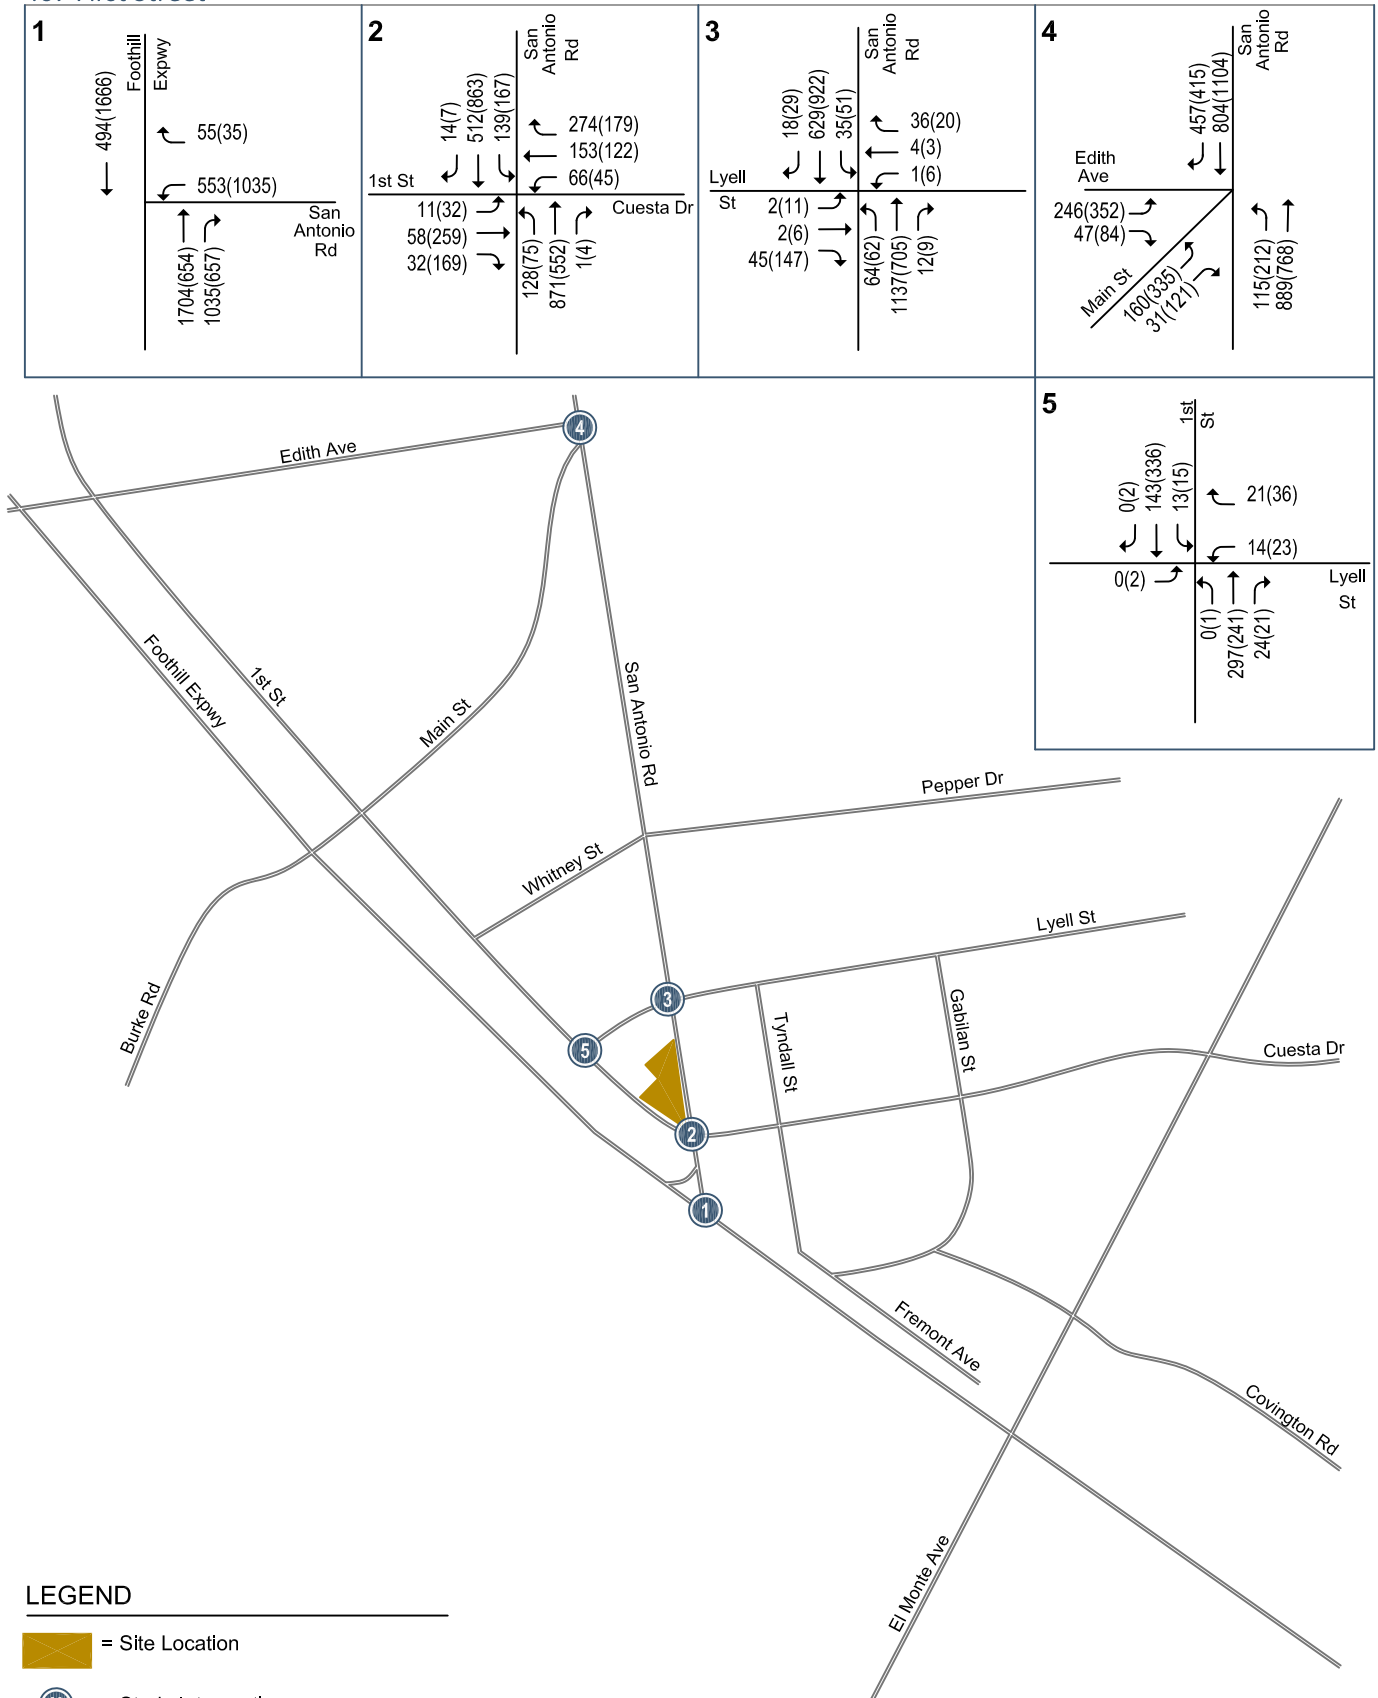 1
Foothill
Expwy
494(1666)
55(35)
553(1035)
San
Antonio
Rd
1704(654)
1035(657)
2
San
Antonio
Rd
14(7)
512(863)
139(167)
274(179)
153(122)
66(45)
1st St
Cuesta Dr
11(32)
58(259)
32(169)
128(75)
871(552)
1(4)
3
San
Antonio
Rd
18(29)
629(922)
35(51)
36(20)
4(3)
1(6)
Lyell
St
2(11)
2(6)
45(147)
64(62)
1137(705)
12(9)
4
San
Antonio
Rd
457(415)
804(1104)
Edith
Ave
246(352)
47(84)
Main St
160(335)
31(121)
115(212)
889(768)
5
1st
St
0(2)
143(336)
13(15)
21(36)
14(23)
0(2)
Lyell
St
0(1)
297(241)
24(21)
4
Edith Ave
Foothill Expwy
1st St
Main St
San Antonio Rd
Pepper Dr
Whitney St
Lyell St
3
Burke Rd
5
Tyndall St
Gabilan St
Cuesta Dr
2
1
Fremont Ave
Covington Rd
El Monte Ave
LEGEND
= Site Location